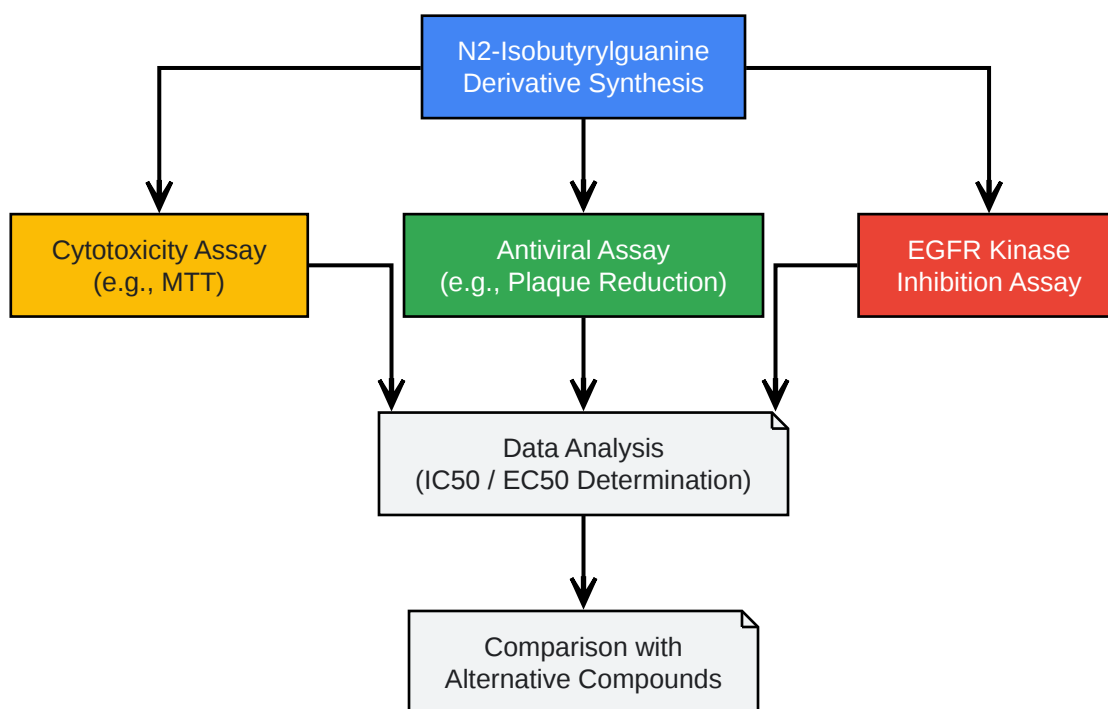 N2-Isobutyrylguanine
Derivative Synthesis
Cytotoxicity Assay
(e.g., MTT)
Antiviral Assay
(e.g., Plaque Reduction)
EGFR Kinase
Inhibition Assay
Data Analysis
(IC50 / EC50 Determination)
Comparison with
Alternative Compounds